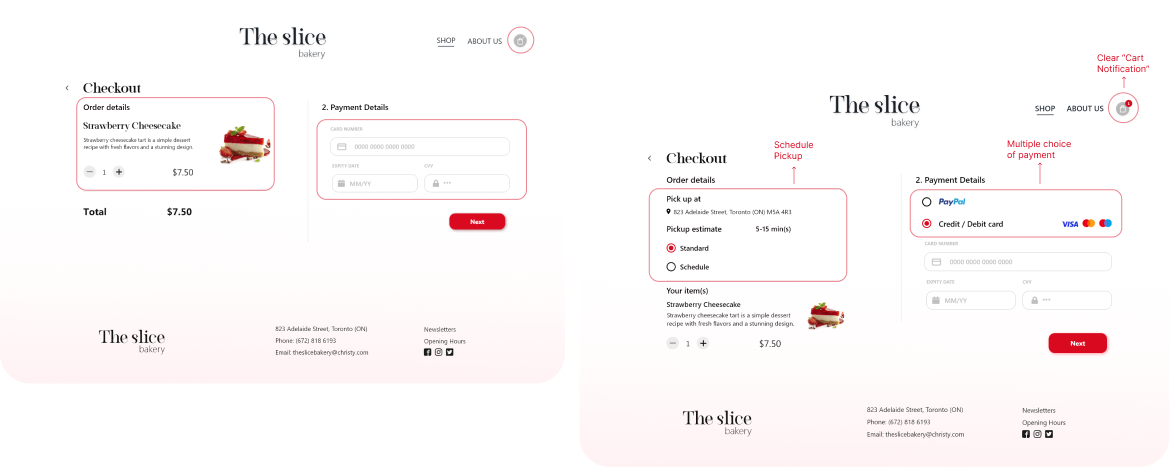 The slice
bakery
SHOP ABOUT US
Checkout
Order details
Strawberry Cheesecake
Strawberry cheesecake tart is a simple dessert
recipe with fresh flavors and a stunning design.
1 $7.50
Total $7.50
2. Payment Details
CARD NUMBER
0000 0000 0000 0000
EXPITY DATE CVV
MM/YY ***
Next
The slice
bakery
823 Adelaide Street, Toronto (ON)
Phone: (672) 818 6193
Email: theslicebakery@christy.com
Newsletters
Opening Hours
Clear "Cart
Notification"
The slice
bakery
SHOP ABOUT US
1
Schedule
Pickup
Multiple choice
of payment
Checkout
Order details
Pick up at
823 Adelaide Street, Toronto (ON) M5A 4R3
Pickup estimate 5-15 min(s)
Standard
Schedule
Your item(s)
Strawberry Cheesecake
Strawberry cheesecake tart is a simple dessert
recipe with fresh flavors and a stunning design.
1 $7.50
2. Payment Details
PayPal
Credit / Debit card VISA
CARD NUMBER
0000 0000 0000 0000
EXPITY DATE CVV
MM/YY ***
Next
The slice
bakery
823 Adelaide Street, Toronto (ON)
Phone: (672) 818 6193
Email: theslicebakery@christy.com
Newsletters
Opening Hours